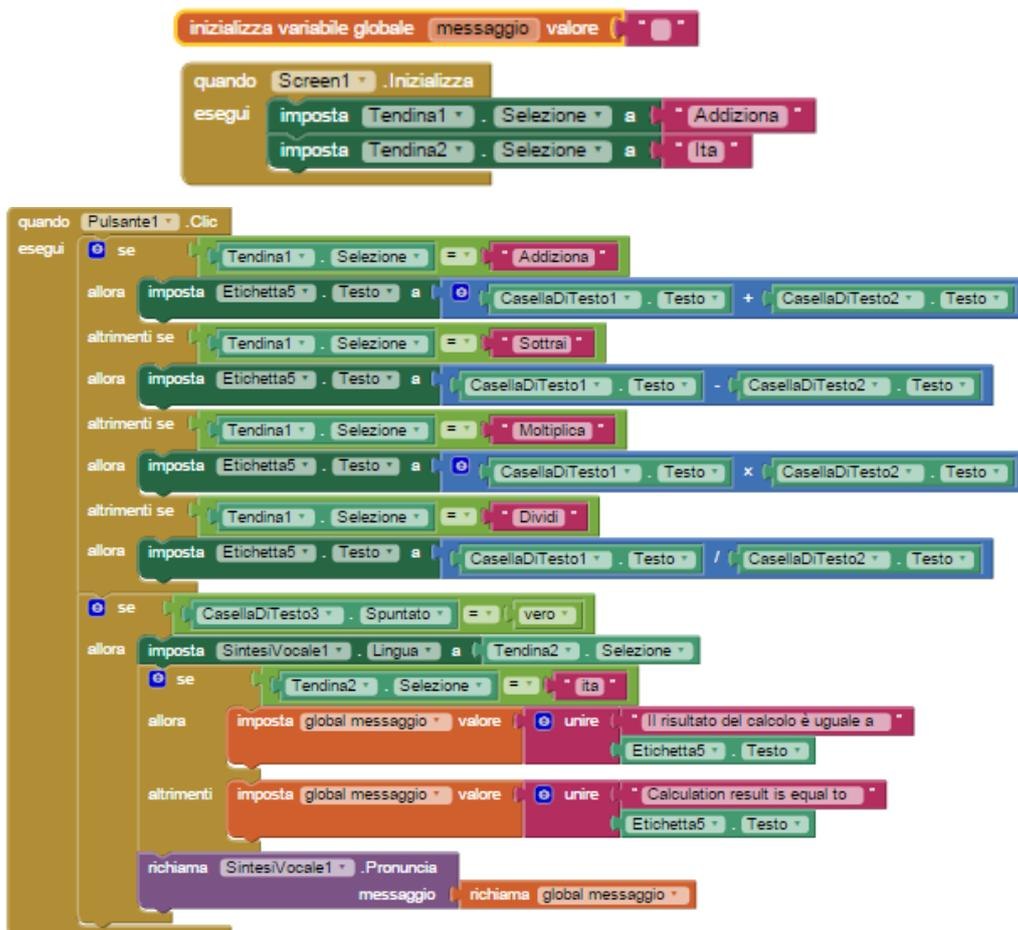 inizializza variabile globale messaggio valore " "
quando Screen1 .Inizializza
esegui imposta Tendina1 . Selezione a " Addiziona "
imposta Tendina2 . Selezione a " Ita "
quando Pulsante1 .Clic
esegui se Tendina1 . Selezione = " Addiziona "
allora imposta Etichetta5 . Testo a CasellaDiTesto1 . Testo + CasellaDiTesto2 . Testo
altrimenti se Tendina1 . Selezione = " Sottrai "
allora imposta Etichetta5 . Testo a CasellaDiTesto1 . Testo - CasellaDiTesto2 . Testo
altrimenti se Tendina1 . Selezione = " Moltiplica "
allora imposta Etichetta5 . Testo a CasellaDiTesto1 . Testo x CasellaDiTesto2 . Testo
altrimenti se Tendina1 . Selezione = " Dividi "
allora imposta Etichetta5 . Testo a CasellaDiTesto1 . Testo / CasellaDiTesto2 . Testo
se CasellaDiTesto3 . Spuntato = vero
allora imposta SintesiVocale1 . Lingua a Tendina2 . Selezione
se Tendina2 . Selezione = " ita "
allora imposta global messaggio valore unire " Il risultato del calcolo è uguale a "
Etichetta5 . Testo
altrimenti imposta global messaggio valore unire " Calculation result is equal to "
Etichetta5 . Testo
richiama SintesiVocale1 .Pronuncia
messaggio richiama global messaggio